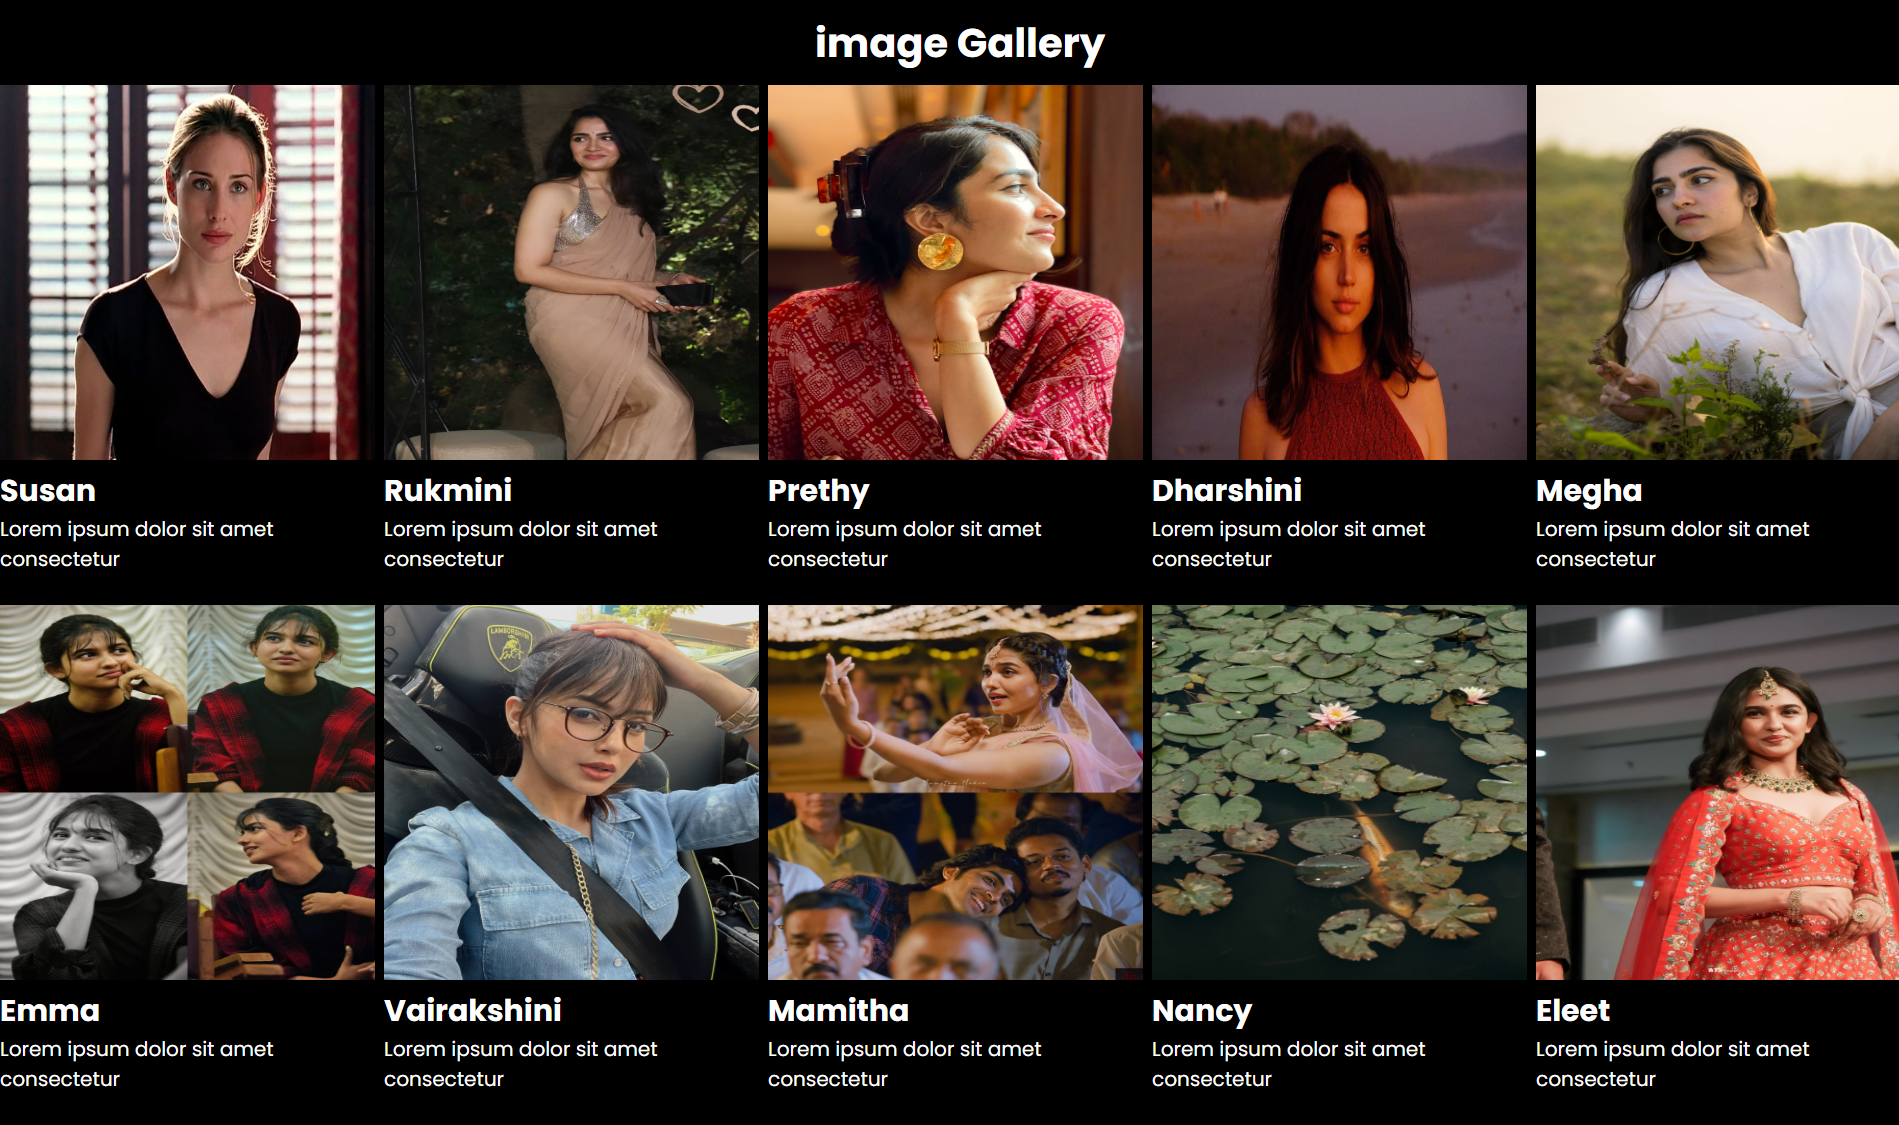 image Gallery
Susan
Lorem ipsum dolor sit amet
consectetur
Rukmini
Lorem ipsum dolor sit amet
consectetur
Prethy
Lorem ipsum dolor sit amet
consectetur
Dharshini
Lorem ipsum dolor sit amet
consectetur
Megha
Lorem ipsum dolor sit amet
consectetur
LAMBORGHINI
Emma
Lorem ipsum dolor sit amet
consectetur
Vairakshini
Lorem ipsum dolor sit amet
consectetur
Mamitha
Lorem ipsum dolor sit amet
consectetur
Nancy
Lorem ipsum dolor sit amet
consectetur
Eleet
Lorem ipsum dolor sit amet
consectetur